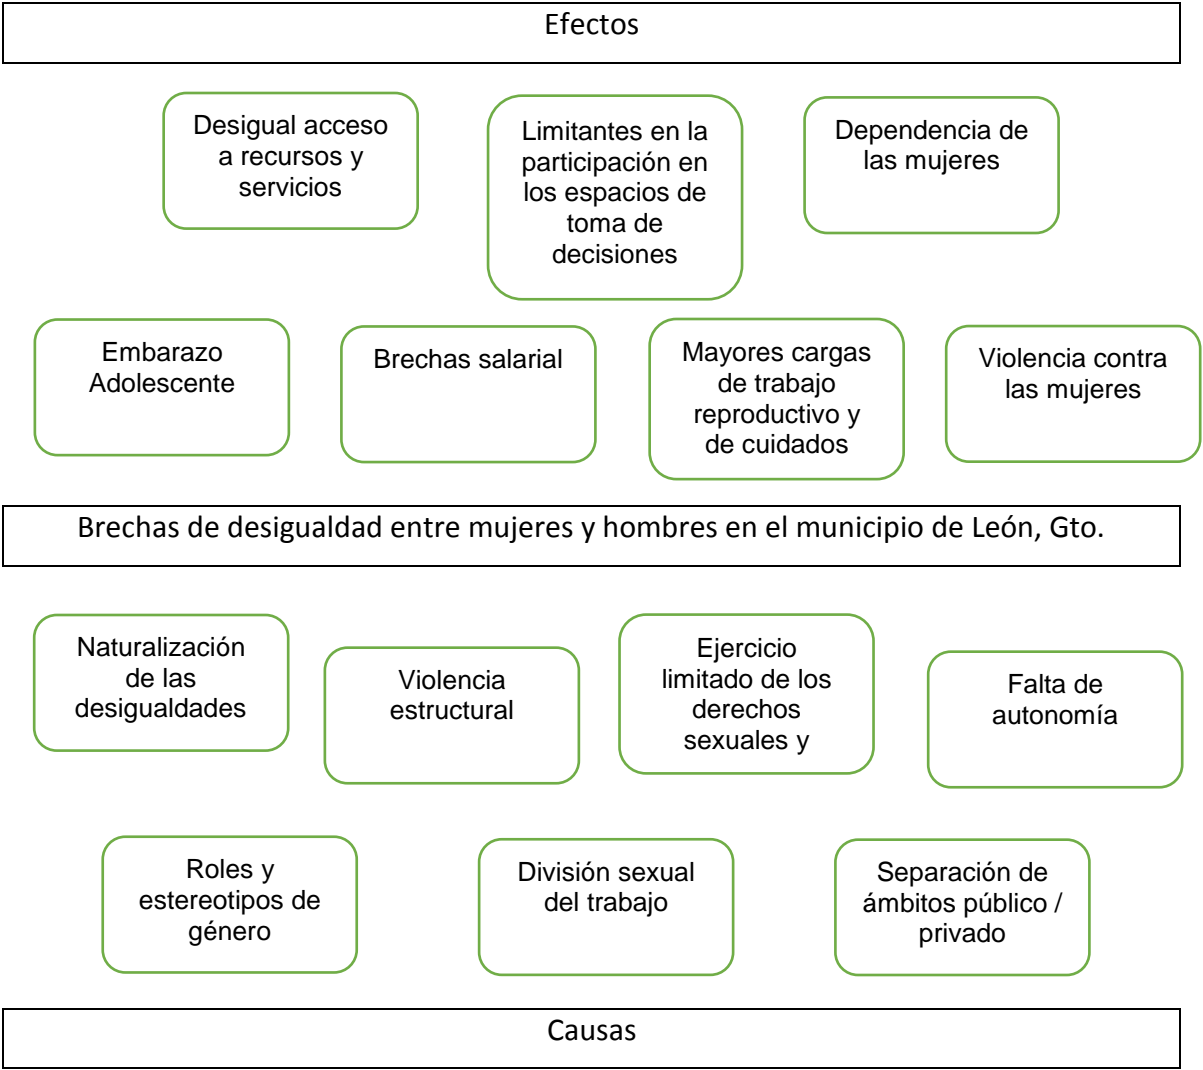 Efectos
Desigual acceso
a recursos y
servicios
Limitantes en la
participación en
los espacios de
toma de
decisiones
Dependencia de
las mujeres
Embarazo
Adolescente
Brechas salarial
Mayores cargas
de trabajo
reproductivo y
de cuidados
Violencia contra
las mujeres
Brechas de desigualdad entre mujeres y hombres en el municipio de León, Gto.
Naturalización
de las
desigualdades
Violencia
estructural
Ejercicio
limitado de los
derechos
sexuales y
Falta de
autonomía
Roles y
estereotipos de
género
División sexual
del trabajo
Separación de
ámbitos público /
privado
Causas